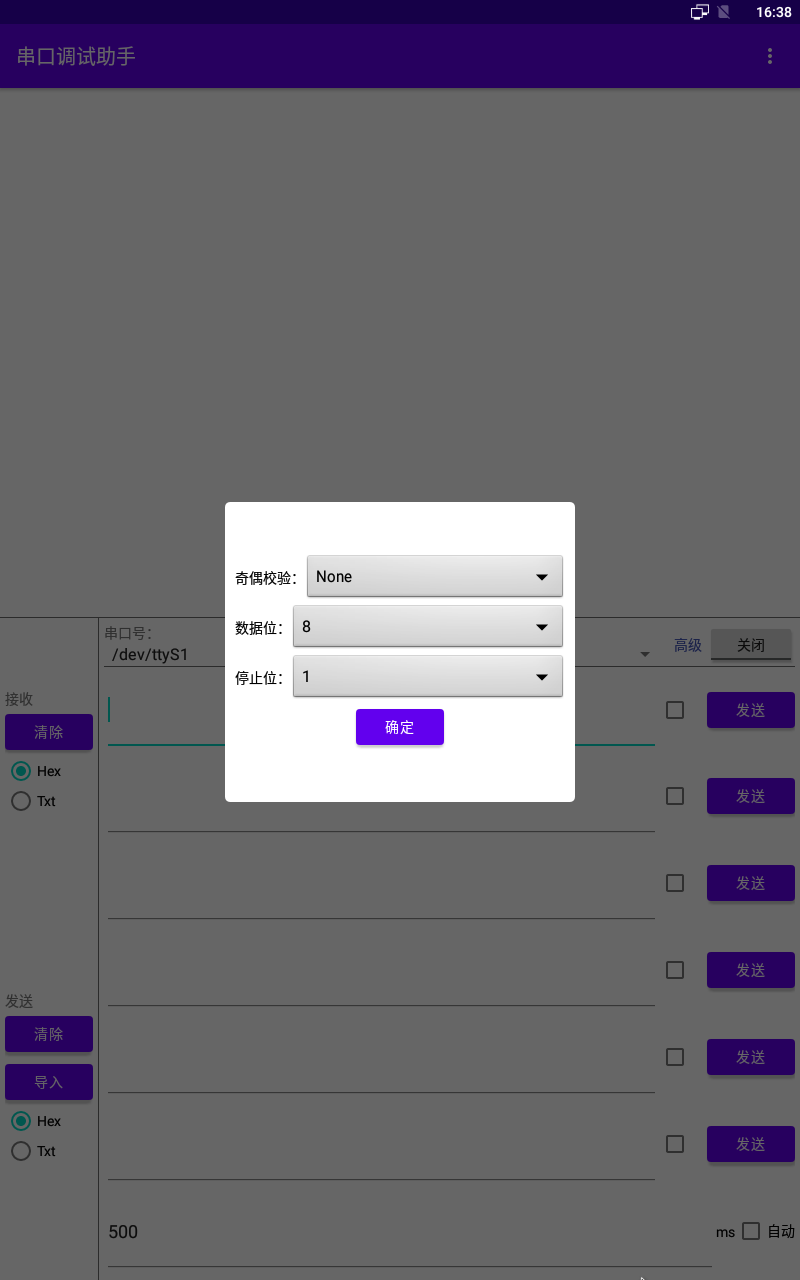 16:38
串口调试助手
奇偶校验： None
数据位： 8
停止位： 1
确定
串口号：
/dev/ttyS1
高级
关闭
接收
清除
Hex
Txt
发送
发送
发送
发送
发送
发送
发送
清除
导入
Hex
Txt
500
ms
自动